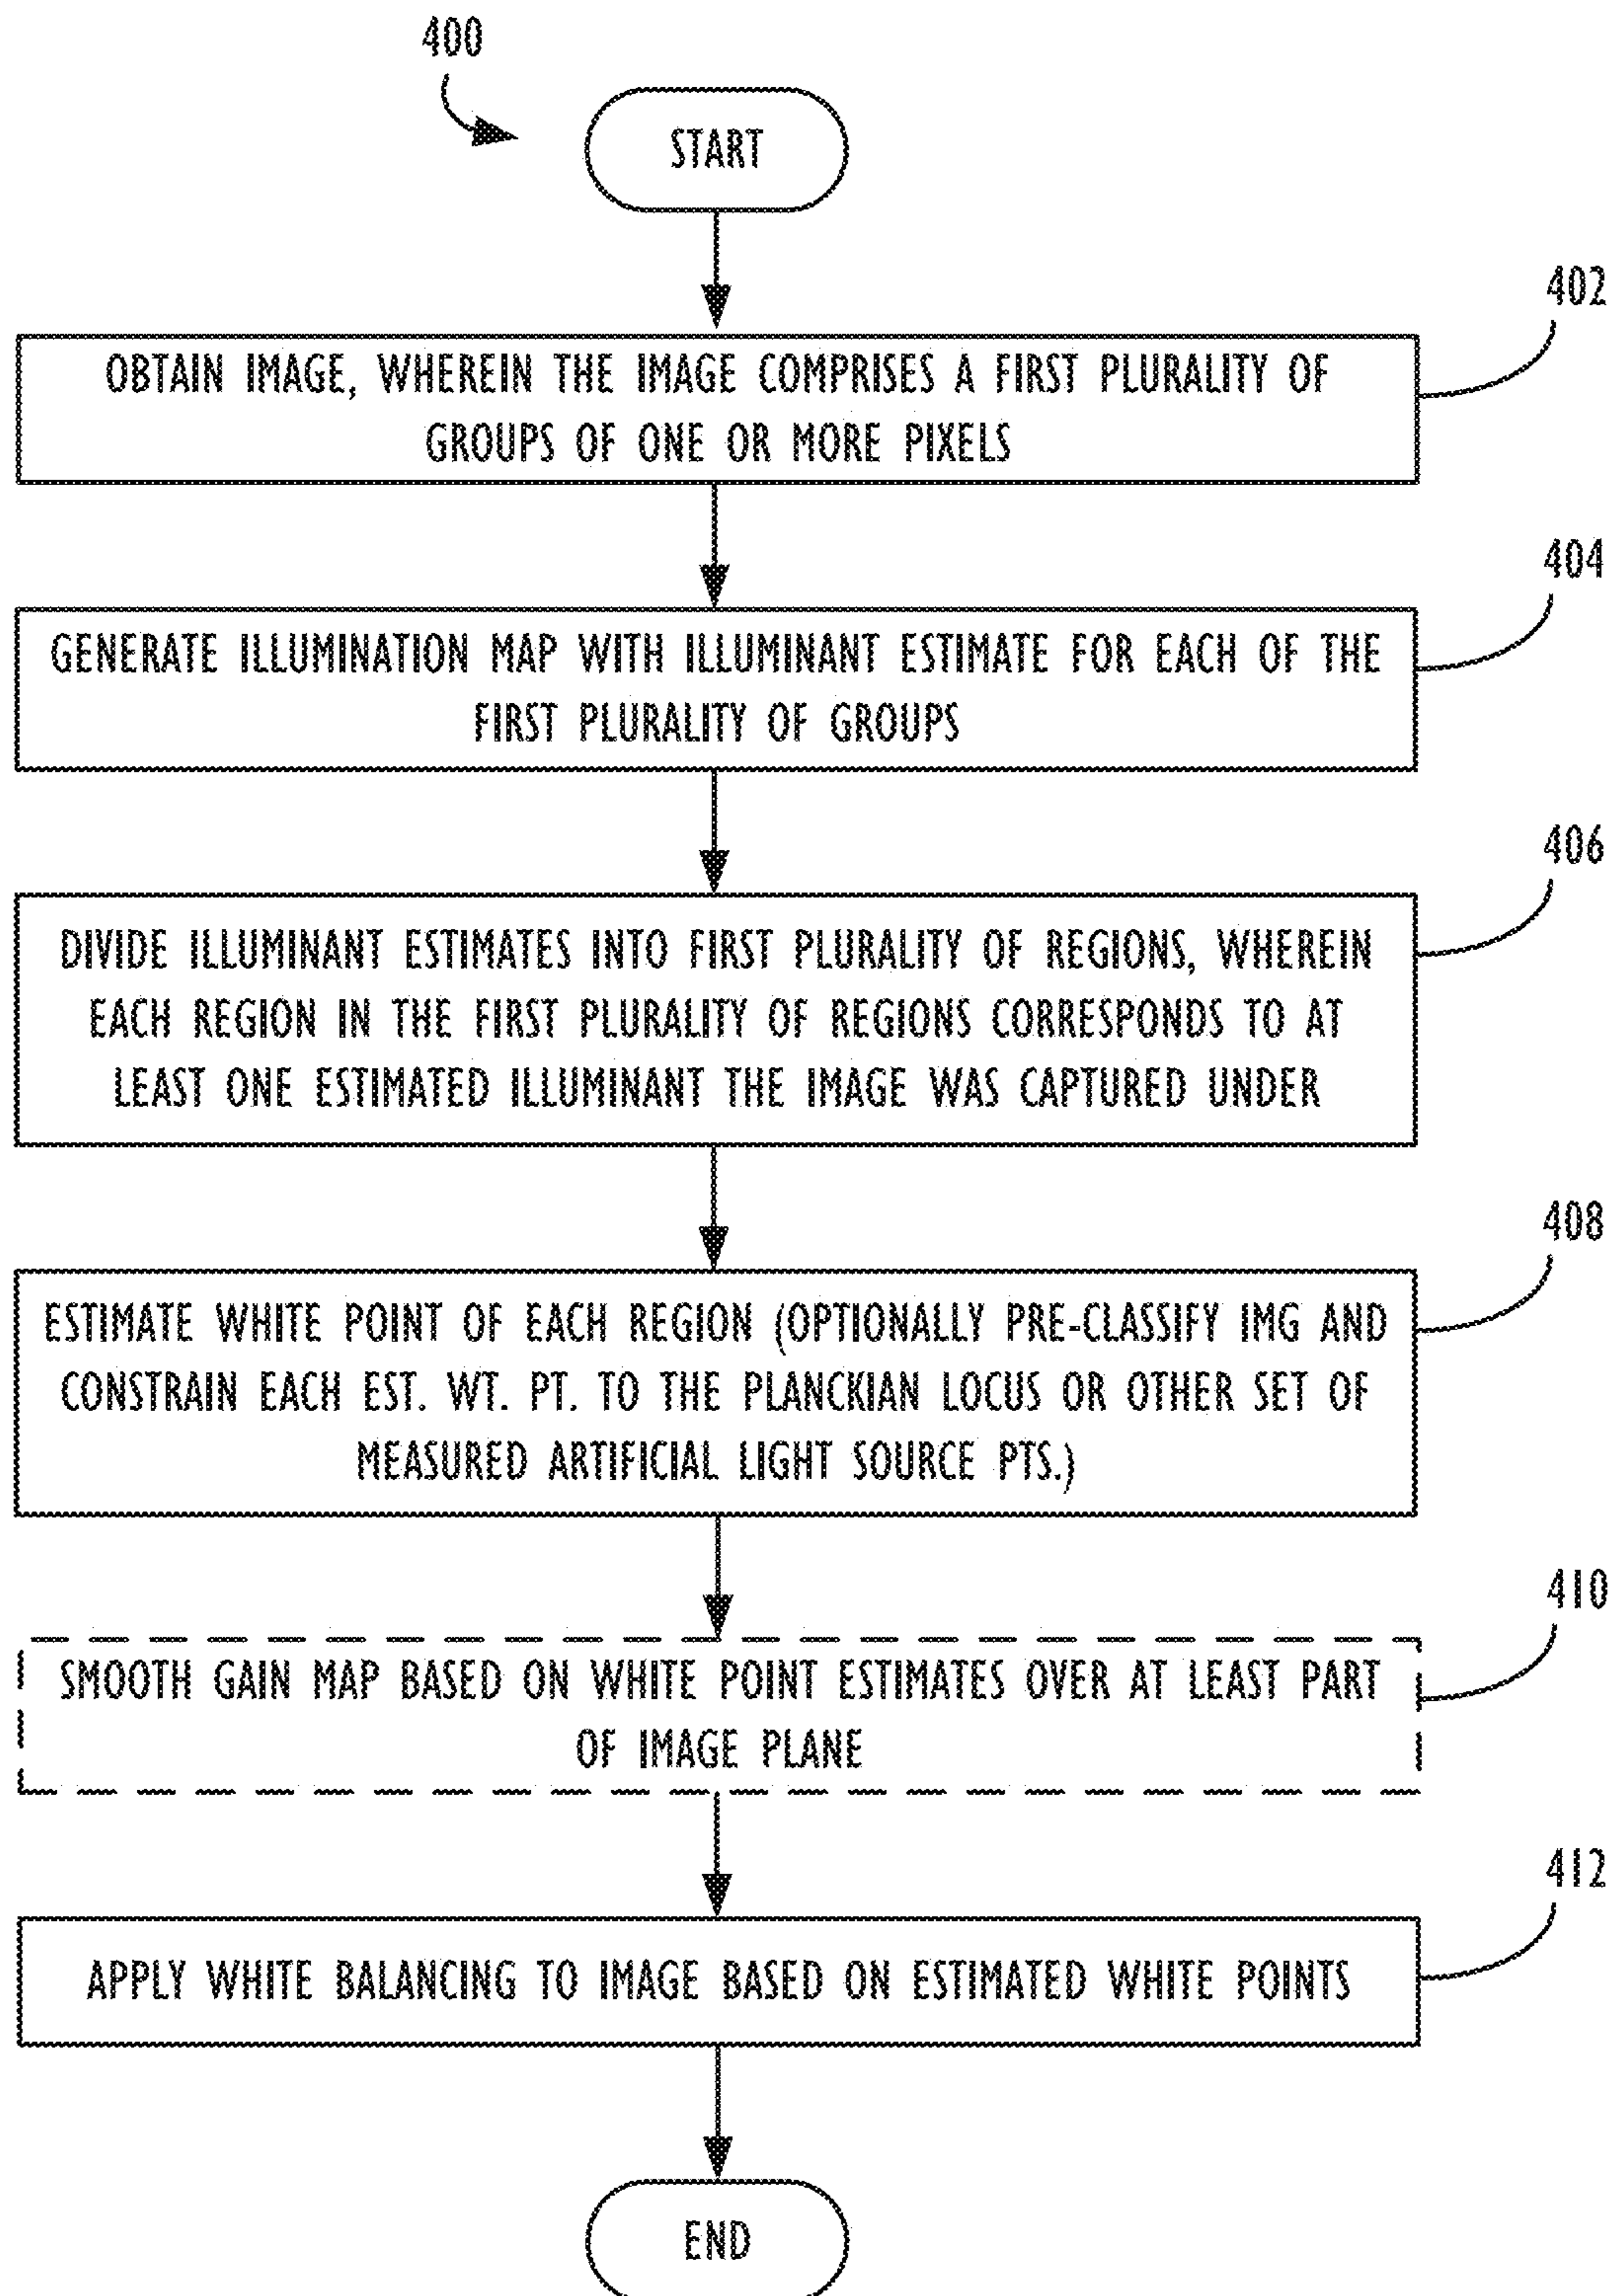 400
START
402
OBTAIN IMAGE, WHEREIN THE IMAGE COMPRISES A FIRST PLURALITY OF
GROUPS OF ONE OR MORE PIXELS
404
GENERATE ILLUMINATION MAP WITH ILLUMINANT ESTIMATE FOR EACH OF THE
FIRST PLURALITY OF GROUPS
406
DIVIDE ILLUMINANT ESTIMATES INTO FIRST PLURALITY OF REGIONS, WHEREIN
EACH REGION IN THE FIRST PLURALITY OF REGIONS CORRESPONDS TO AT
LEAST ONE ESTIMATED ILLUMINANT THE IMAGE WAS CAPTURED UNDER
408
ESTIMATE WHITE POINT OF EACH REGION (OPTIONALLY PRE-CLASSIFY IMG AND
CONSTRAIN EACH EST. WT. PT. TO THE PLANCKIAN LOCUS OR OTHER SET OF
MEASURED ARTIFICIAL LIGHT SOURCE PTS.)
410
SMOOTH GAIN MAP BASED ON WHITE POINT ESTIMATES OVER AT LEAST PART
OF IMAGE PLANE
412
APPLY WHITE BALANCING TO IMAGE BASED ON ESTIMATED WHITE POINTS
END